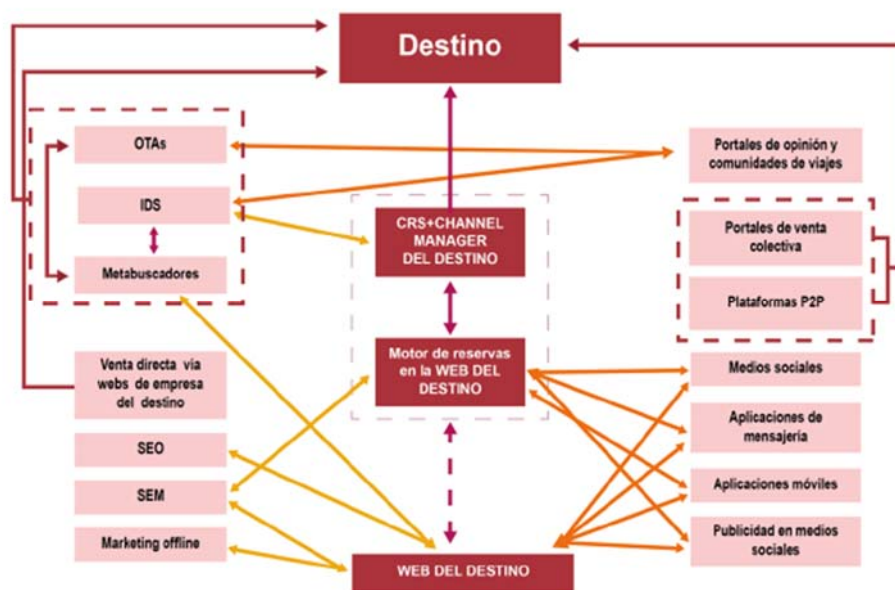 Destino
OTAs
IDS
Metabuscadores
Venta directa via
webs de empresa
del destino
SEO
SEM
Marketing offline
CRS+CHANNEL
MANAGER
DEL DESTINO
Motor de reservas
en la WEB DEL
DESTINO
WEB DEL DESTINO
Portales de opinión y
comunidades de viajes
Portales de venta
colectiva
Plataformas P2P
Medios sociales
Aplicaciones de
mensajería
Aplicaciones móviles
Publicidad en medios
sociales